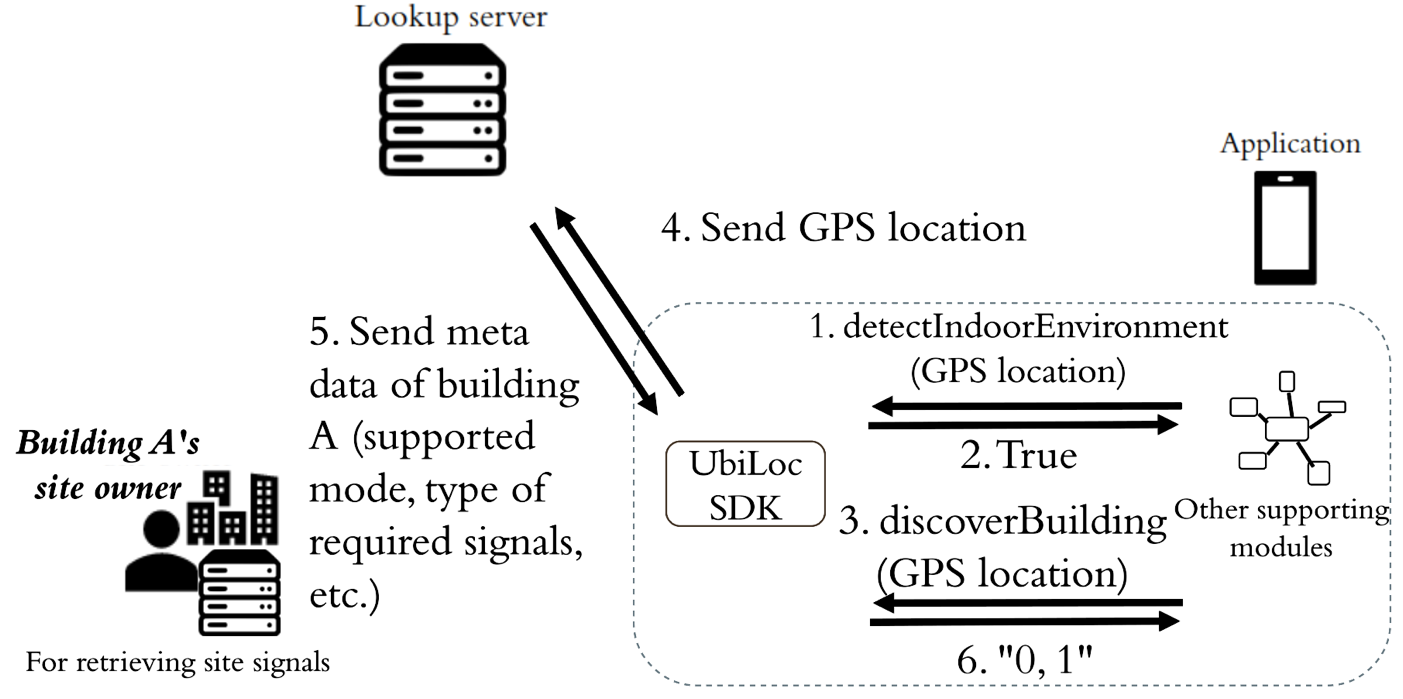 Lookup server
Application
4. Send GPS location
1. detectIndoorEnvironment
(GPS location)
5. Send meta
data of building
A (supported
mode, type of
required signals,
etc.)
2. True
Building A's
site owner
UbiLoc
SDK
3. discoverBuilding
(GPS location)
Other supporting
modules
6. "0, 1"
For retrieving site signals